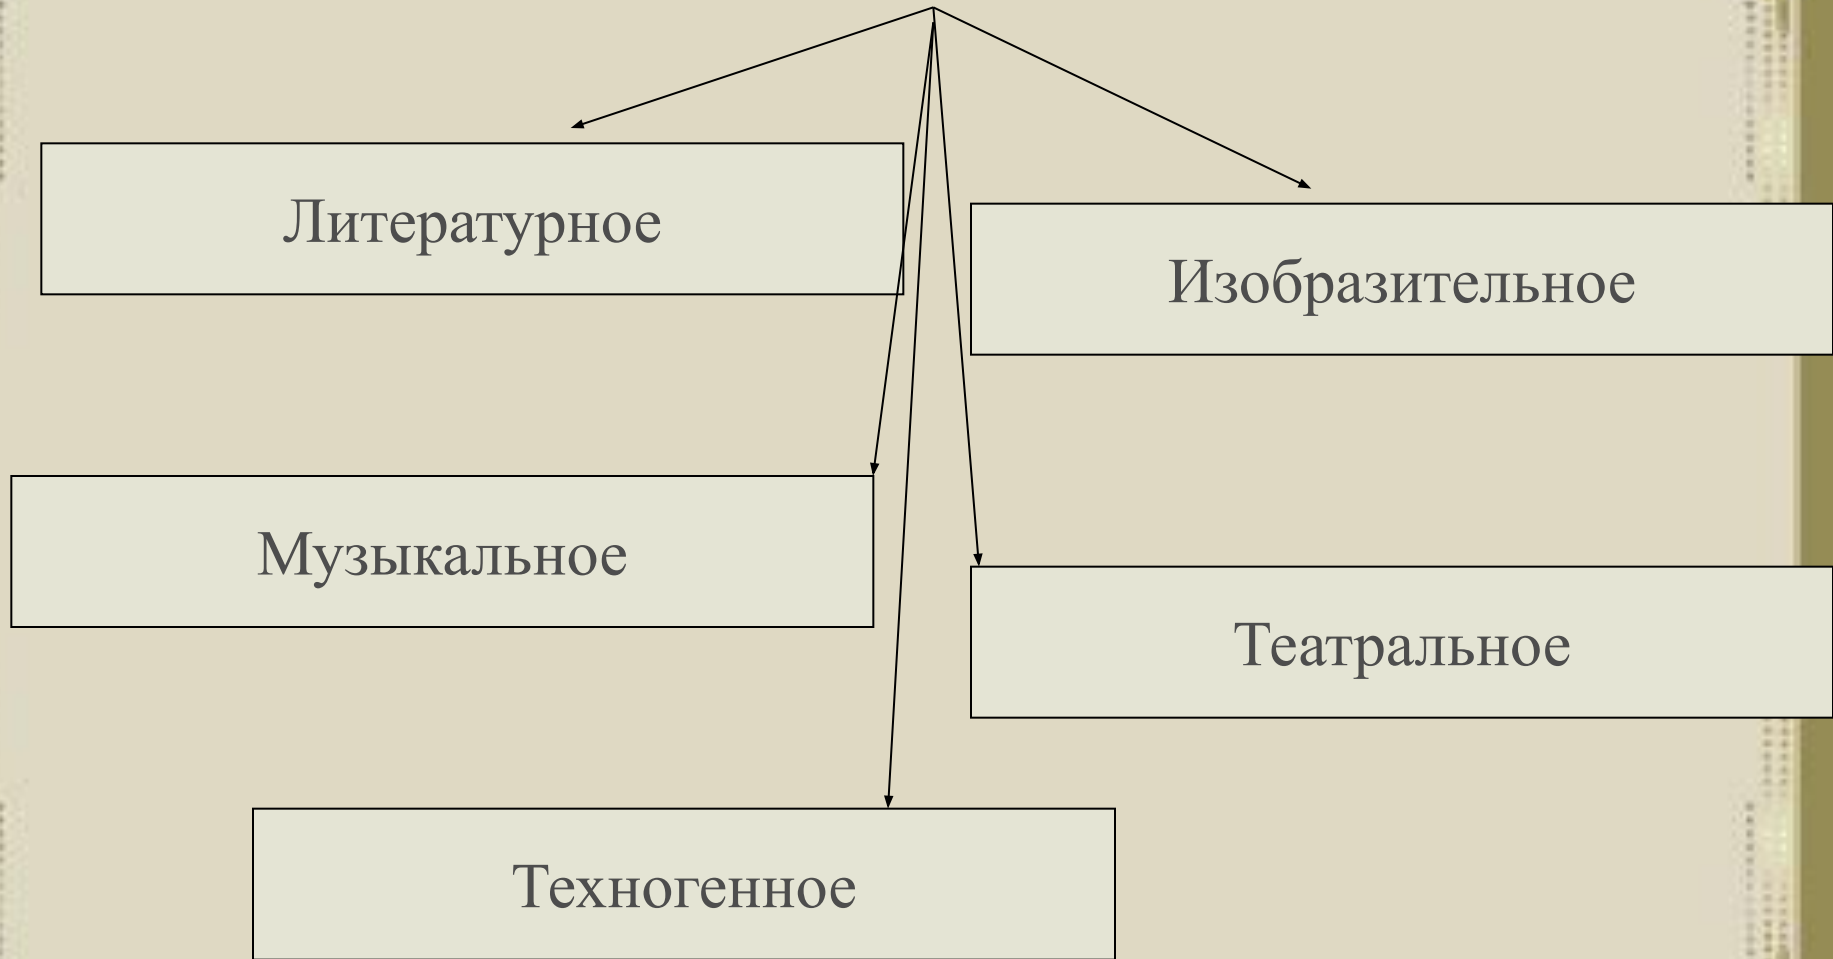 Литературное
Изобразительное
Музыкальное
Театральное
Техногенное